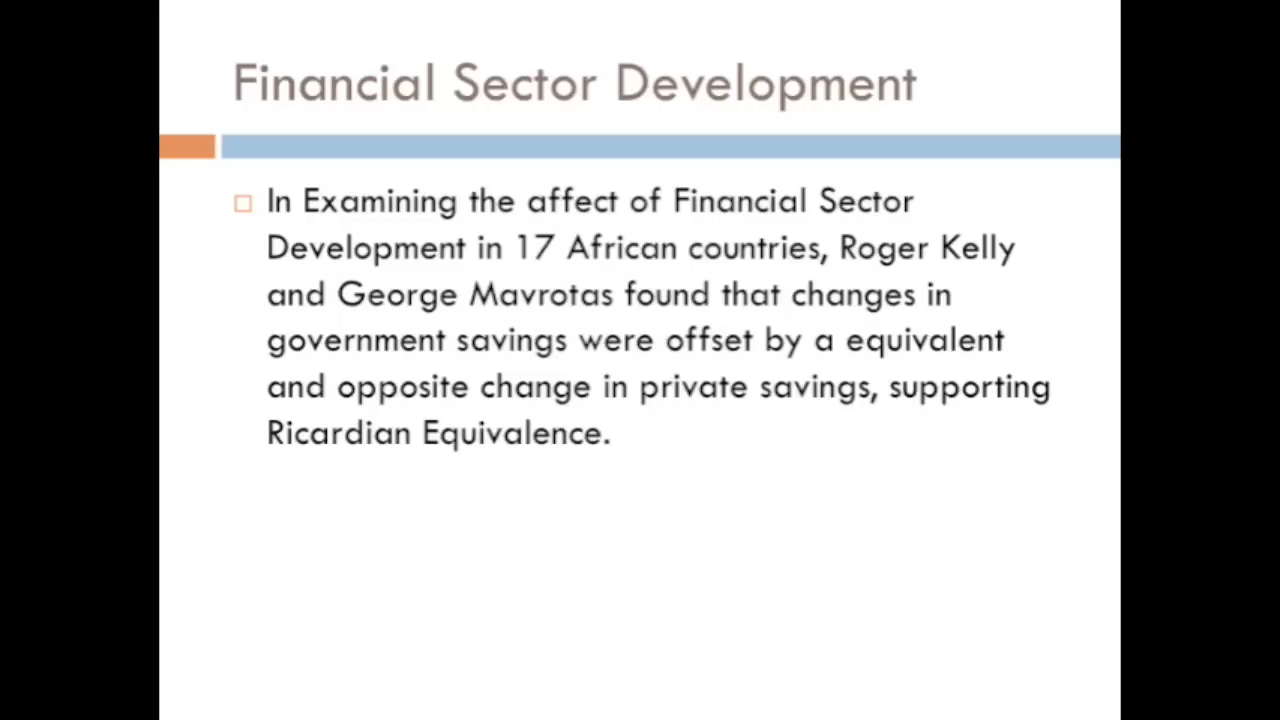 Financial Sector Development
In Examining the affect of Financial Sector
Development in 17 African countries, Roger Kelly
and George Mavrotas found that changes in
government savings were offset by a equivalent
and opposite change in private savings, supporting
Ricardian Equivalence.